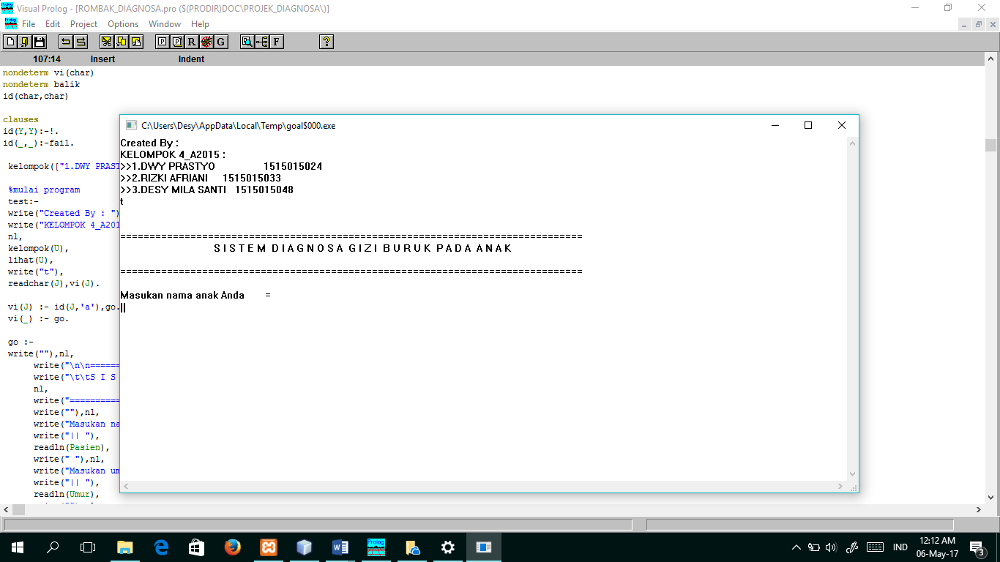 Visual Prolog - [ROMBAK_DIAGNOSA.pro ($(PRODIR)DOC\PROJEK_DIAGNOSA\)]
File Edit Project Options Window Help
R G F ?
107:14 Insert Indent
nondeterm vi(char)
nondeterm balik
id(char,char)
clauses
id(Y,Y):-!.
id(_,_):-fail.
kelompok(["1.DWY PRAST
%mulai program
test:-
write("Created By : ")
write("KELOMPOK 4_A201
nl,
kelompok(U),
lihat(U),
write("t"),
readchar(J),vi(J).
vi(J) :- id(J,'a'),go.
vi(_) :- go.
go :-
write(""),nl,
write("\n\n=======
write("\t\tS I S
nl,
write("===========
write(""),nl,
write("Masukan na
write("|| "),
readln(Pasien),
write(" "),nl,
write("Masukan um
write("|| "),
readln(Umur),
C:\Users\Desy\AppData\Local\Temp\goal$000.exe
Created By :
KELOMPOK 4_A2015 :
>>1.DWY PRASTYO 1515015024
>>2.RIZKI AFRIANI 1515015033
>>3.DESY MILA SANTI 1515015048
t
===============================================================================
S I S T E M D I A G N O S A G I Z I B U R U K P A D A A N A K
===============================================================================
Masukan nama anak Anda =
||
Prolog
IND
12:12 AM
06-May-17
3